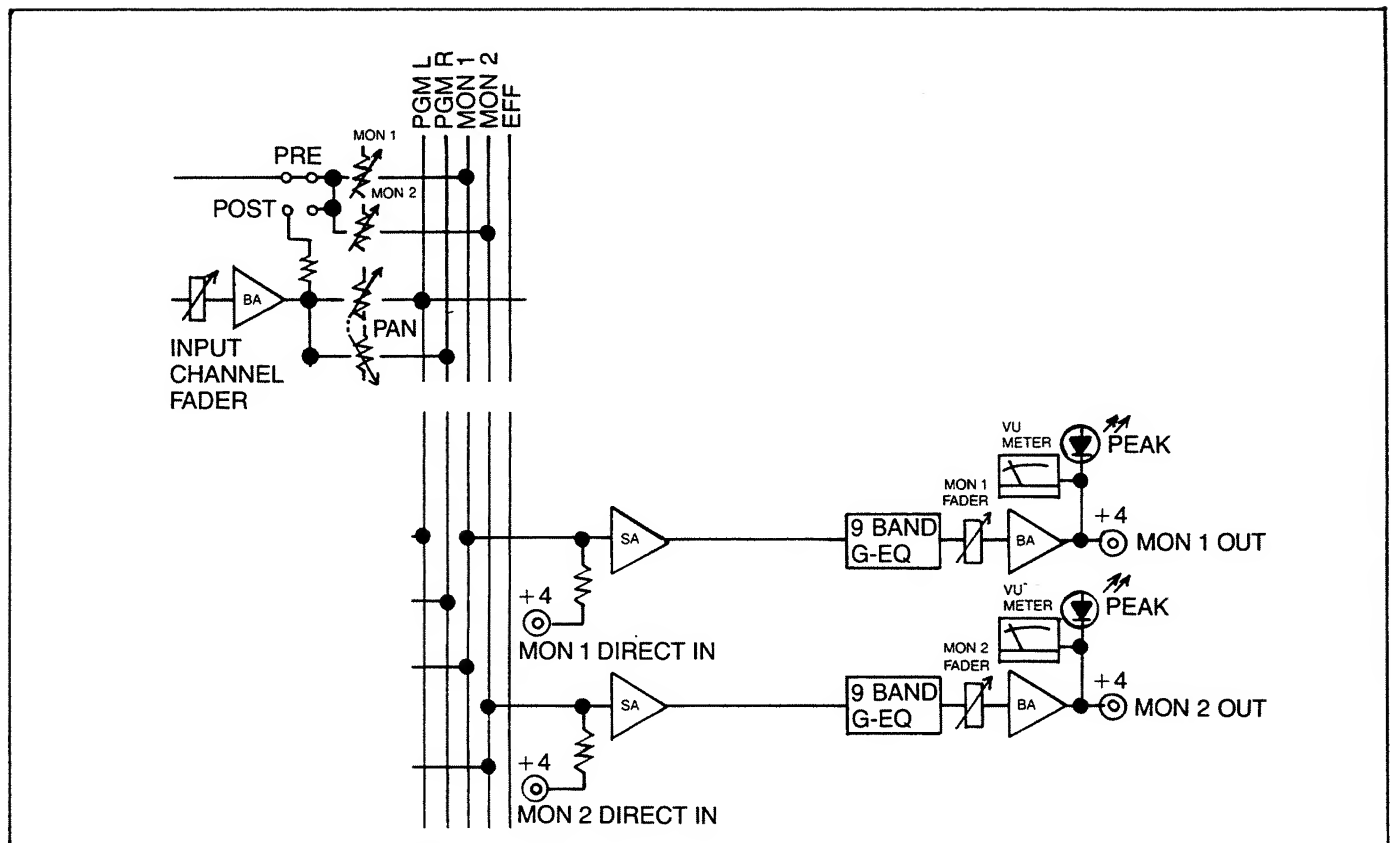 PGM L
PGM R
MON 1
MON 2
EFF
MON 1
PRE
MON 2
POST
BA
PAN
INPUT
CHANNEL
FADER
VU
METER
PEAK
MON 1
FADER
+4
SA
9 BAND
G-EQ
BA
MON 1 OUT
+4
MON 1 DIRECT IN
VU
METER
PEAK
MON 2
FADER
+4
SA
9 BAND
G-EQ
BA
MON 2 OUT
+4
MON 2 DIRECT IN